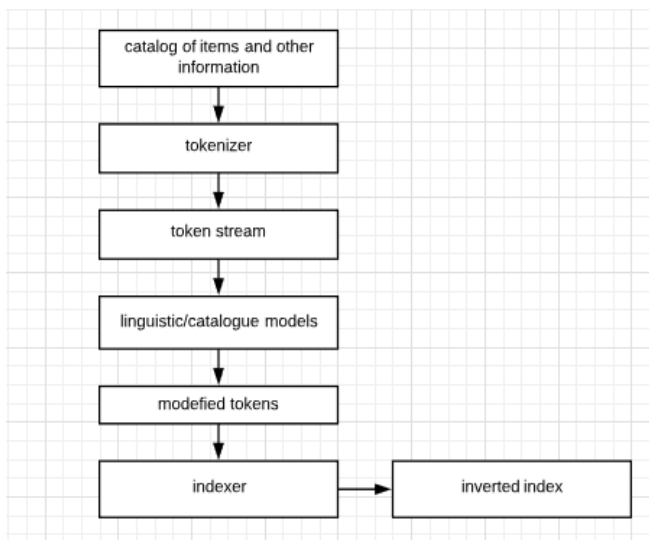 catalog of items and other
information
tokenizer
token stream
linguistic/catalogue models
modefied tokens
indexer
inverted index